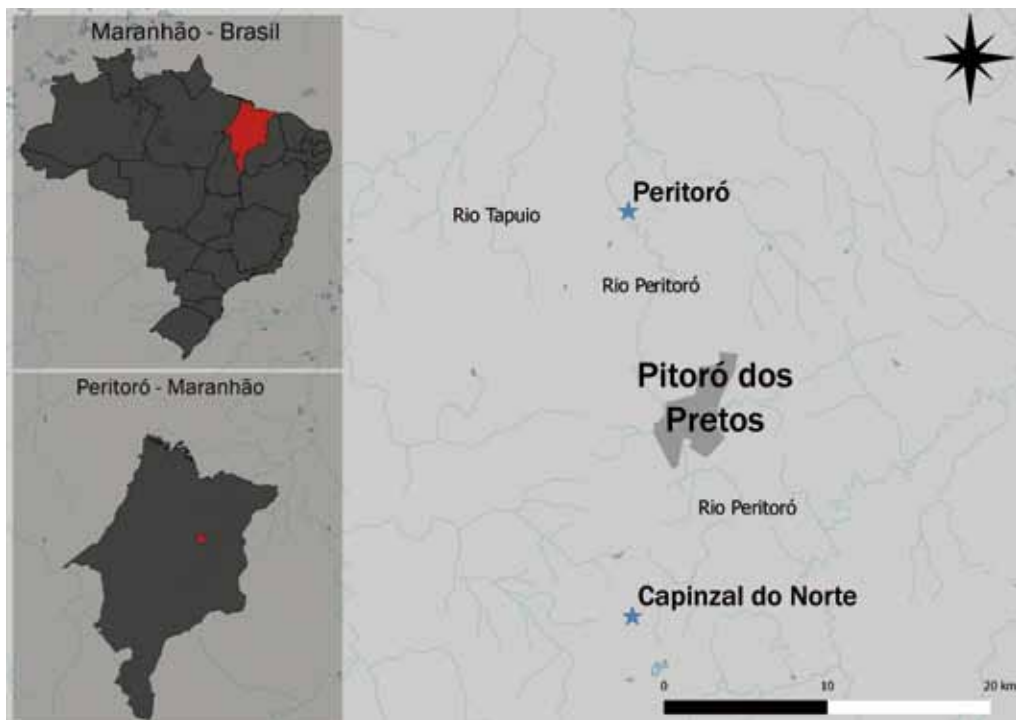 Maranhão - Brasil
Peritoró - Maranhão
Peritoró
Rio Tapuio
Rio Peritoró
Pitoró dos
Pretos
Rio Peritoró
Capinzal do Norte
0 10 20 km